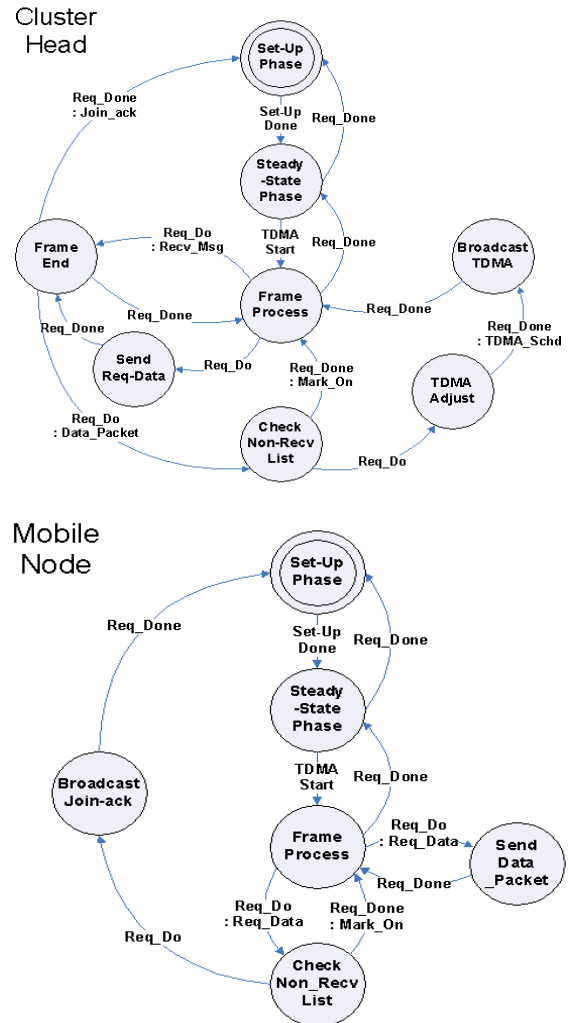 Cluster
Head
Set-Up
Phase
Req_Done
: Join_ack
Set-Up
Done
Req_Done
Steady
-State
Phase
Req_Do
: Recv_Msg
TDMA
Start
Req_Done
Frame
End
Broadcast
TDMA
Req_Done
Frame
Process
Req_Done
Req_Done
Send
Req-Data
Req_Do
Req_Done
: Mark_On
Req_Done
: TDMA_Schd
TDMA
Adjust
Req_Do
: Data_Packet
Check
Non-Recv
List
Req_Do
Mobile
Node
Set-Up
Phase
Req_Done
Set-Up
Done
Req_Done
Steady
-State
Phase
TDMA
Start
Req_Done
Broadcast
Join-ack
Frame
Process
Req_Do
: Req_Data
Send
Data
_Packet
Req_Done
Req_Do
: Req_Data
Req_Done
: Mark_On
Req_Do
Check
Non_Recv
List